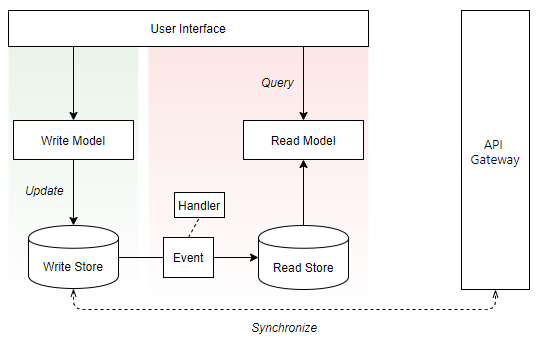 User Interface
Query
Write Model
Read Model
API
Gateway
Update
Handler
Write Store
Event
Read Store
Synchronize